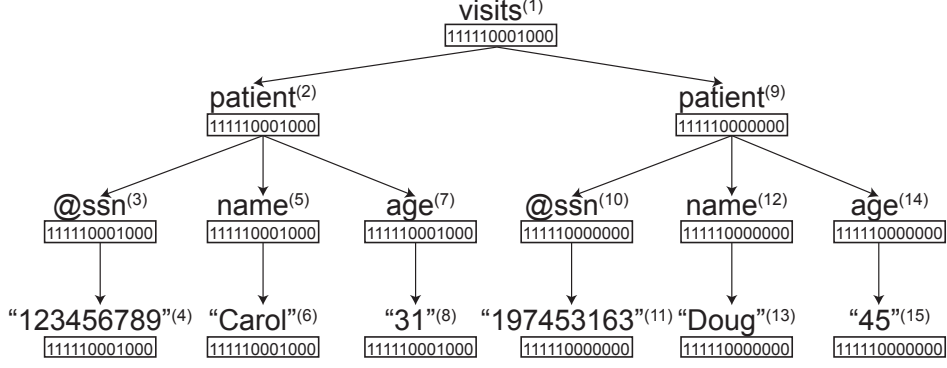 visits(1)
111110001000
patient(2) patient(9)
111110001000 111110000000
@ssn(3) name(5) age(7) @ssn(10) name(12) age(14)
111110001000 111110001000 111110001000 111110000000 111110000000 111110000000
“123456789”(4) “Carol”(6) “31”(8) “197453163”(11) “Doug”(13) “45”(15)
111110001000 111110001000 111110001000 111110000000 111110000000 111110000000